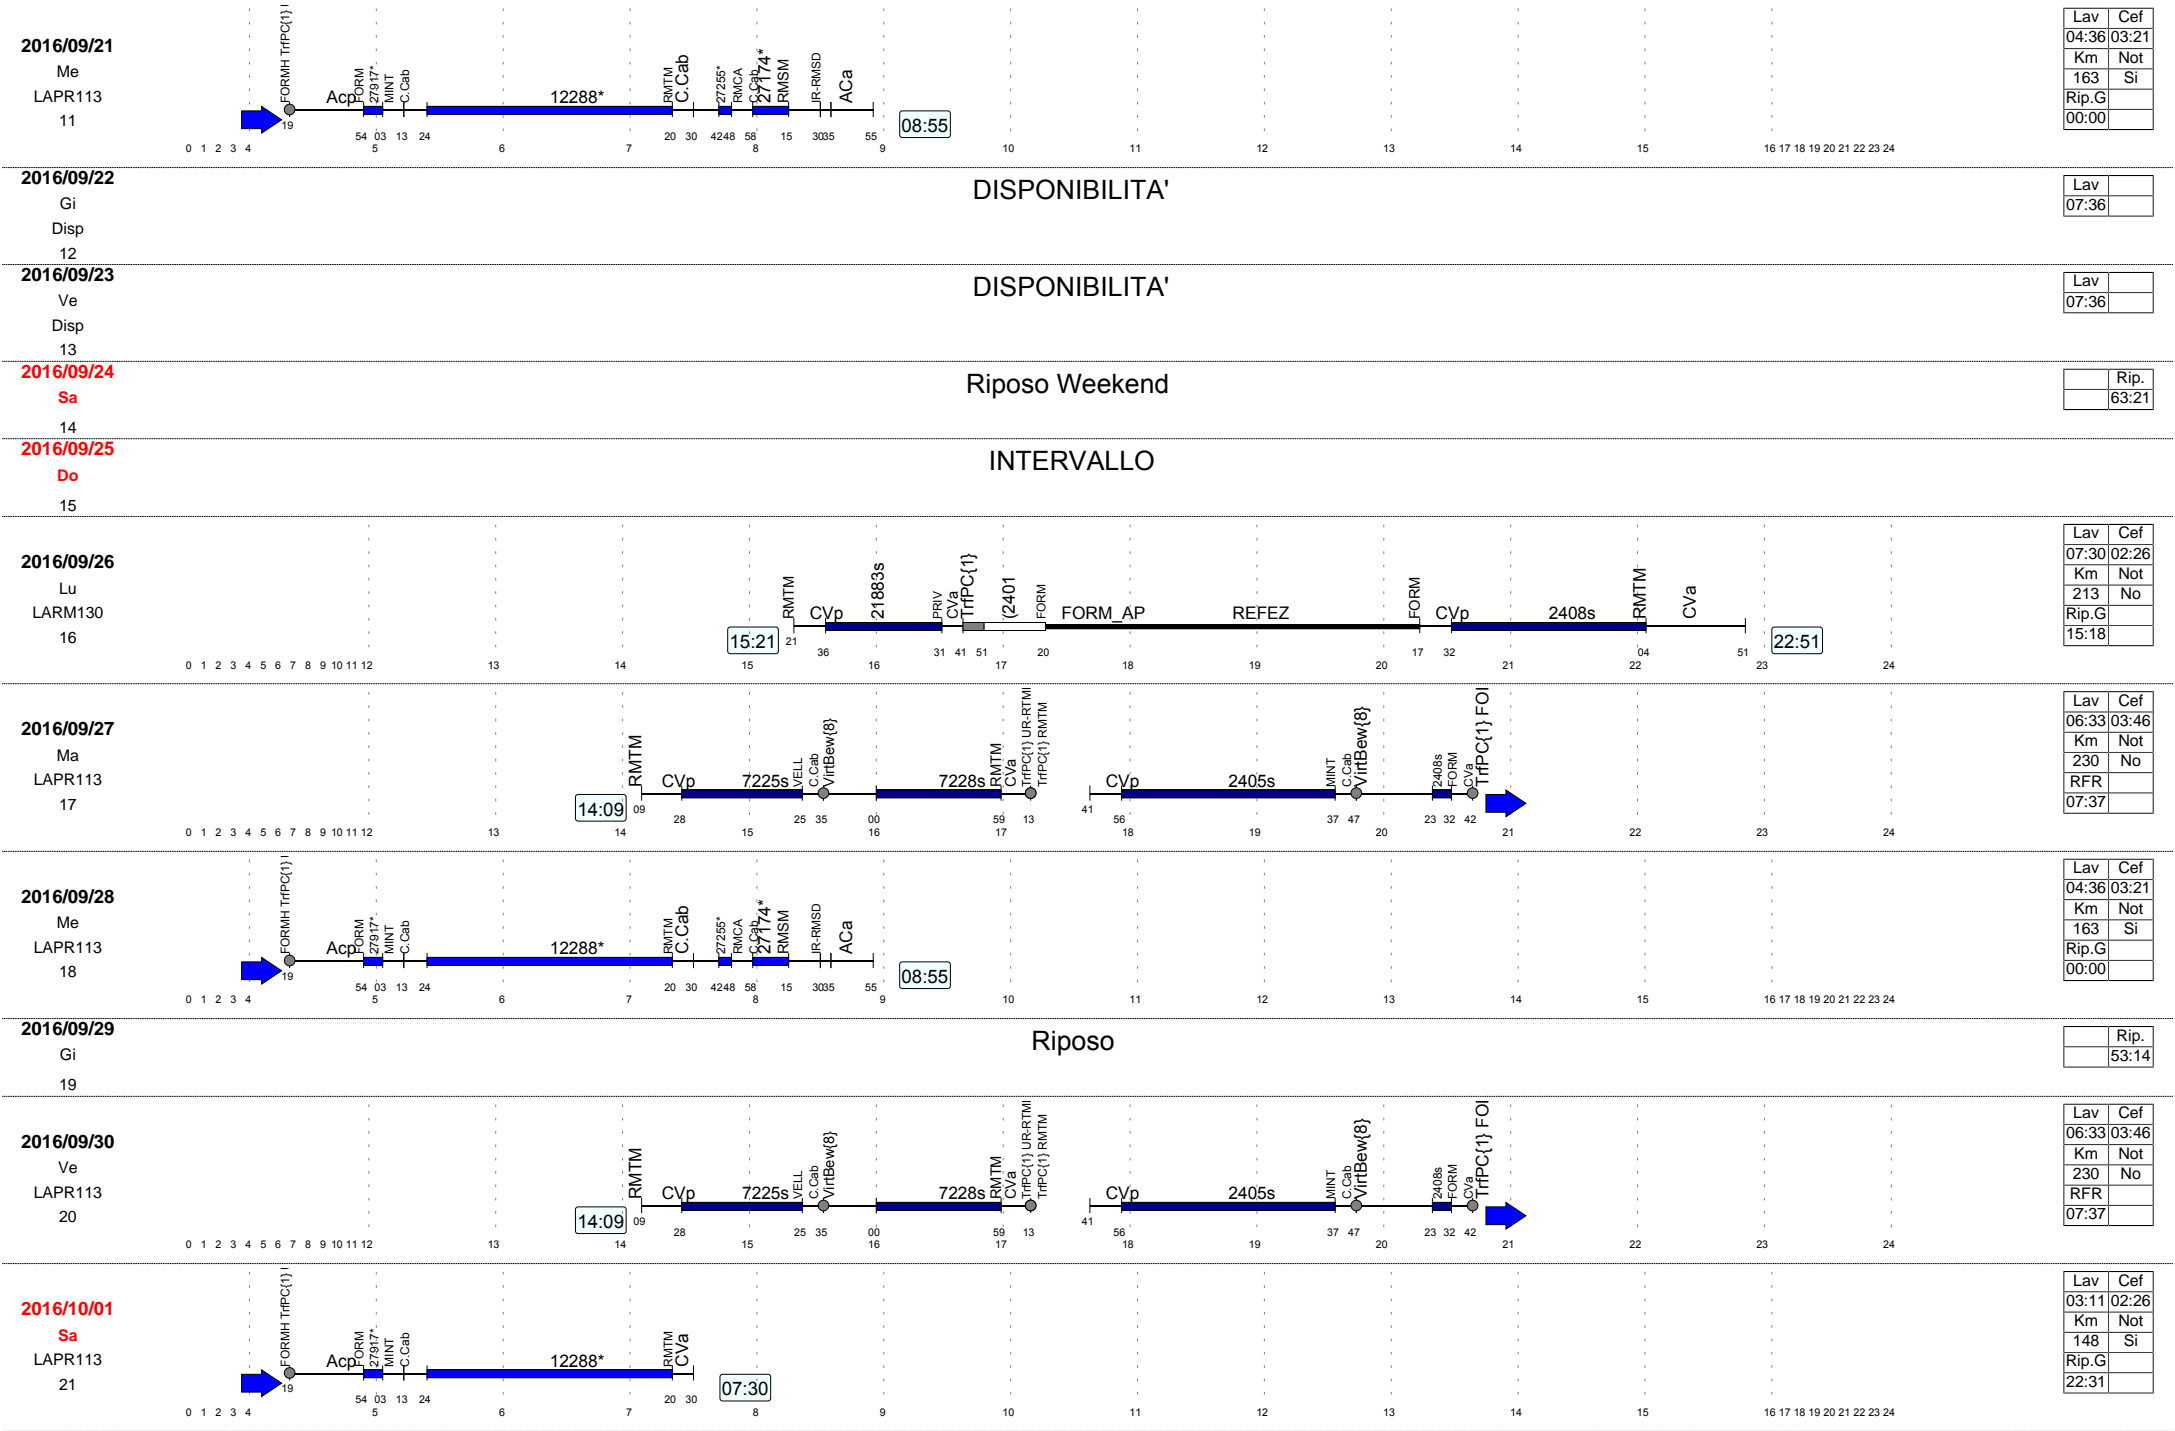 2016/09/21
Me
LAPR113
11
FORMH TrfPC{1}
Acp
FORM
27917*
MINT
C.Cab
12288*
RMTM
C.Cab
27255*
RMCA
C.Cab
27174*
RMSM
IR-RMSD
ACa
19 54 03 13 24 20 30 42 48 58 15 30 35 55
08:55
0 1 2 3 4 5 6 7 8 9 10 11 12 13 14 15 16 17 18 19 20 21 22 23 24
Lav Cef
04:36 03:21
Km Not
163 Si
Rip.G
00:00
2016/09/22
Gi
Disp
12
DISPONIBILITA'
Lav
07:36
2016/09/23
Ve
Disp
13
DISPONIBILITA'
Lav
07:36
2016/09/24
Sa
14
Riposo Weekend
Rip.
63:21
2016/09/25
Do
15
INTERVALLO
2016/09/26
Lu
LARM130
16
15:21
RMTM
CVp
21883s
PRIV
CVa
TrfPC{1}
(2401
FORM
FORM_AP
REFEZ
FORM
CVp
2408s
RMTM
CVa
21 36 31 41 51 20 17 32 04 51
22:51
0 1 2 3 4 5 6 7 8 9 10 11 12 13 14 15 16 17 18 19 20 21 22 23 24
Lav Cef
07:30 02:26
Km Not
213 No
Rip.G
15:18
2016/09/27
Ma
LAPR113
17
14:09
RMTM
CVp
7225s
VELL
C.Cab
VirtBew{8}
7228s
RMTM
CVa
TrfPC{1} UR-RTMI
TrfPC{1} RMTM
CVp
2405s
MINT
C.Cab
VirtBew{8}
2408s
FORM
CVa
TrfPC{1} FOI
09 28 25 35 00 59 13 41 56 37 47 23 32 42
0 1 2 3 4 5 6 7 8 9 10 11 12 13 14 15 16 17 18 19 20 21 22 23 24
Lav Cef
06:33 03:46
Km Not
230 No
RFR
07:37
2016/09/28
Me
LAPR113
18
FORMH TrfPC{1}
Acp
FORM
27917*
MINT
C.Cab
12288*
RMTM
C.Cab
27255*
RMCA
C.Cab
27174*
RMSM
IR-RMSD
ACa
19 54 03 13 24 20 30 42 48 58 15 30 35 55
08:55
0 1 2 3 4 5 6 7 8 9 10 11 12 13 14 15 16 17 18 19 20 21 22 23 24
Lav Cef
04:36 03:21
Km Not
163 Si
Rip.G
00:00
2016/09/29
Gi
19
Riposo
Rip.
53:14
2016/09/30
Ve
LAPR113
20
14:09
RMTM
CVp
7225s
VELL
C.Cab
VirtBew{8}
7228s
RMTM
CVa
TrfPC{1} UR-RTMI
TrfPC{1} RMTM
CVp
2405s
MINT
C.Cab
VirtBew{8}
2408s
FORM
CVa
TrfPC{1} FOI
09 28 25 35 00 59 13 41 56 37 47 23 32 42
0 1 2 3 4 5 6 7 8 9 10 11 12 13 14 15 16 17 18 19 20 21 22 23 24
Lav Cef
06:33 03:46
Km Not
230 No
RFR
07:37
2016/10/01
Sa
LAPR113
21
FORMH TrfPC{1}
Acp
FORM
27917*
MINT
C.Cab
12288*
RMTM
CVa
19 54 03 13 24 20 30
07:30
0 1 2 3 4 5 6 7 8 9 10 11 12 13 14 15 16 17 18 19 20 21 22 23 24
Lav Cef
03:11 02:26
Km Not
148 Si
Rip.G
22:31